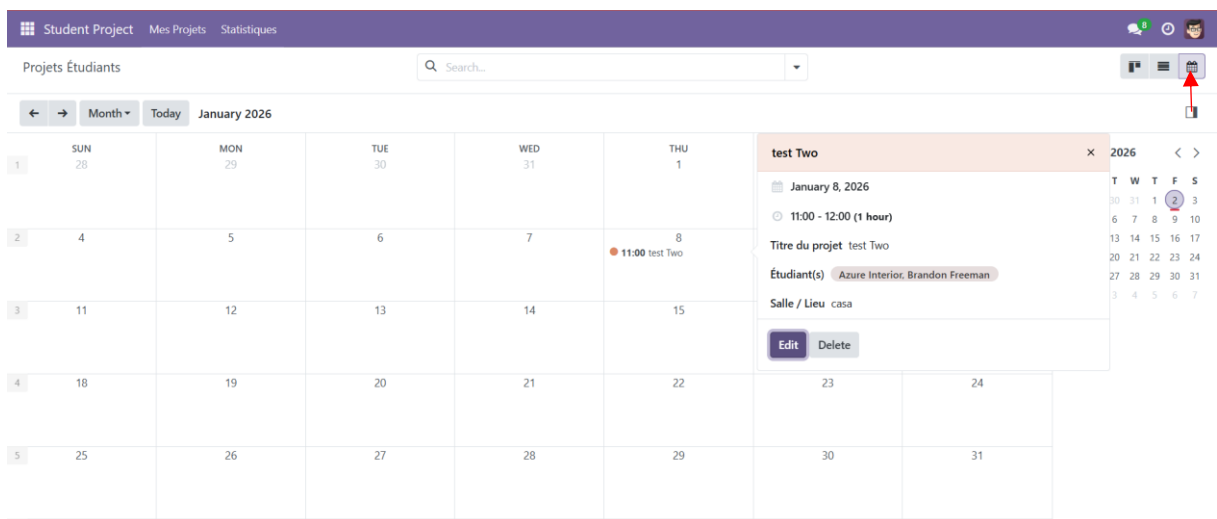 Student Project Mes Projets Statistiques 8
Projets Étudiants Search...
Month Today January 2026
SUN MON TUE WED THU
1 28 29 30 31 1
2 4 5 6 7 8
11:00 test Two
3 11 12 13 14 15
4 18 19 20 21 22 23 24
5 25 26 27 28 29 30 31
test Two ×
January 8, 2026
11:00 - 12:00 (1 hour)
Titre du projet test Two
Étudiant(s) Azure Interior, Brandon Freeman
Salle / Lieu casa
Edit Delete
2026
T W T F S
30 31 1 2 3
6 7 8 9 10
13 14 15 16 17
20 21 22 23 24
27 28 29 30 31
3 4 5 6 7